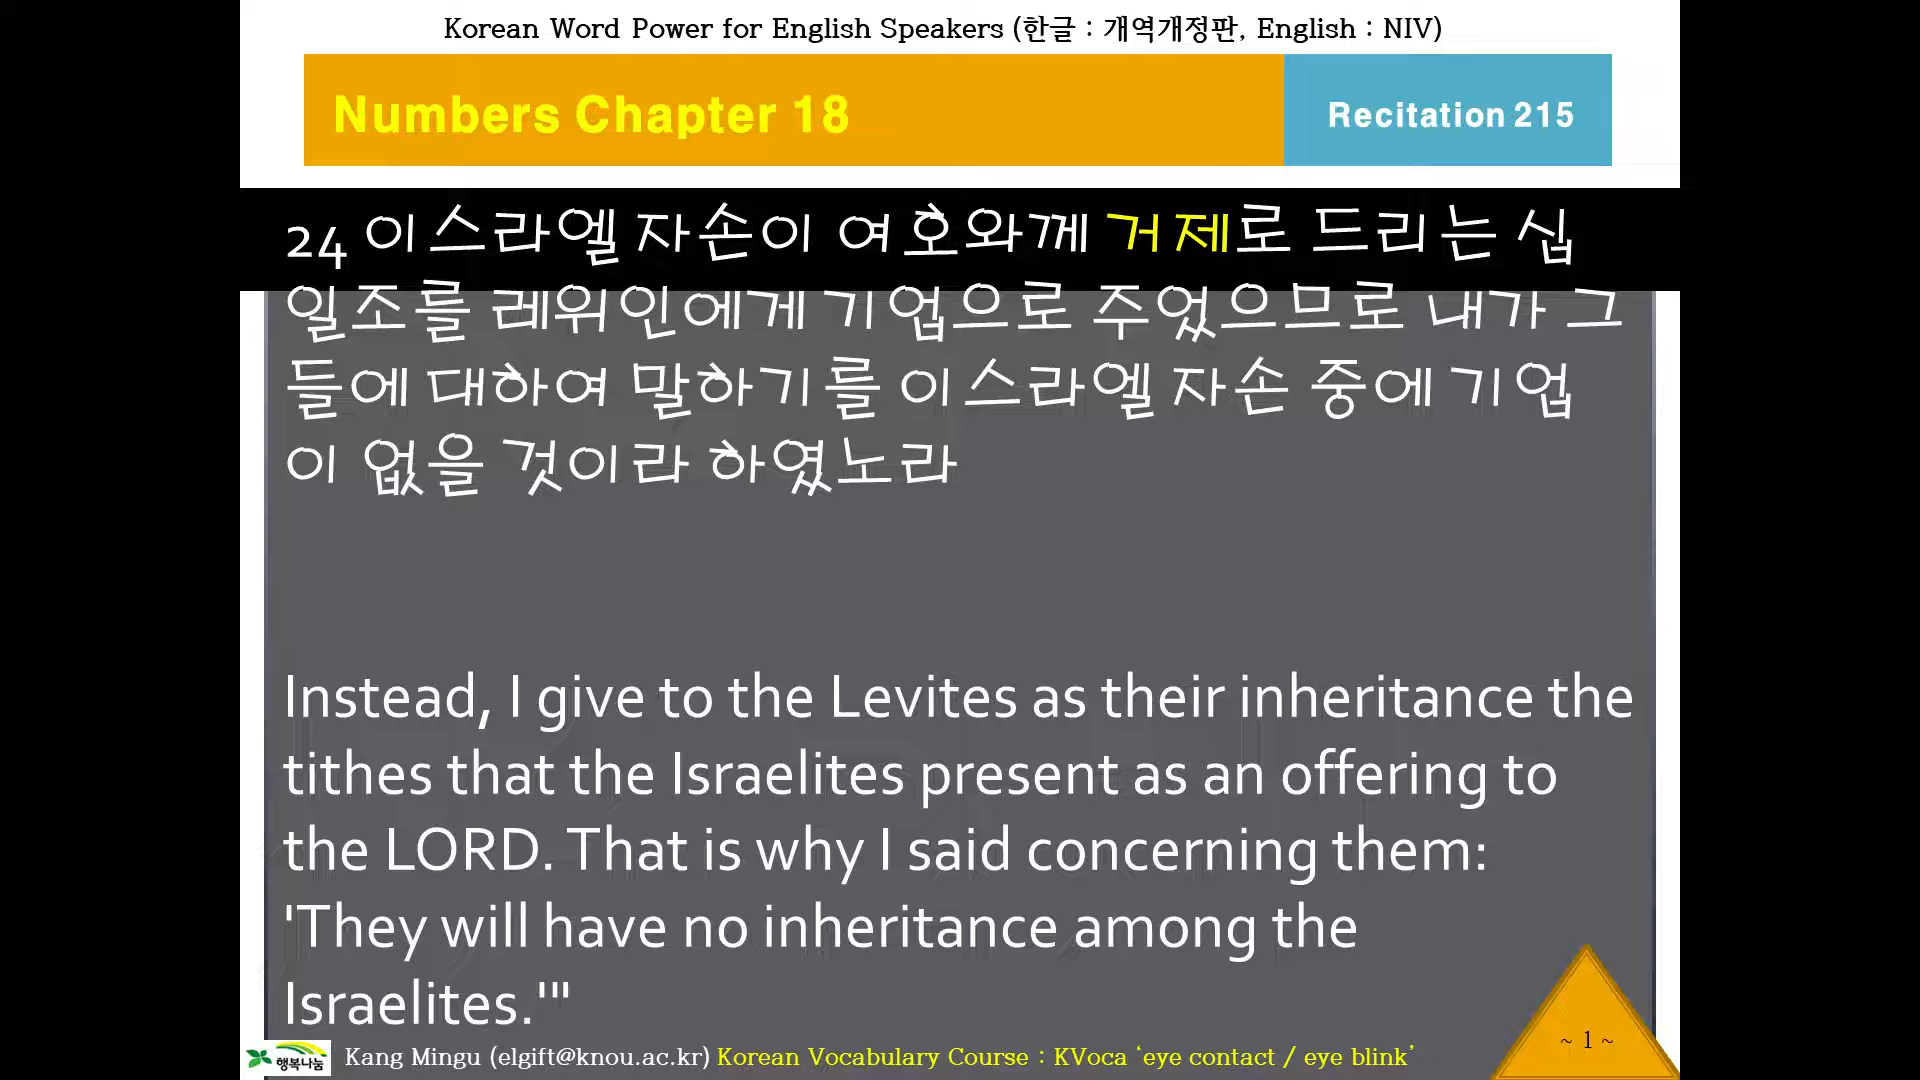 Korean Word Power for English Speakers (한글 : 개역개정판, English : NIV)
Numbers Chapter 18
Recitation 215
24 이스라엘 자손이 여호와께 거제로 드리는 십
일조를 레위인에게 기업으로 주었으므로 내가 그
들에 대하여 말하기를 이스라엘 자손 중에 기업
이 없을 것이라 하였노라
Instead, I give to the Levites as their inheritance the
tithes that the Israelites present as an offering to
the LORD. That is why I said concerning them:
'They will have no inheritance among the
Israelites.'"
~ 1 ~
행복나눔
Kang Mingu (elgift@knou.ac.kr) Korean Vocabulary Course : KVoca ‘eye contact / eye blink’